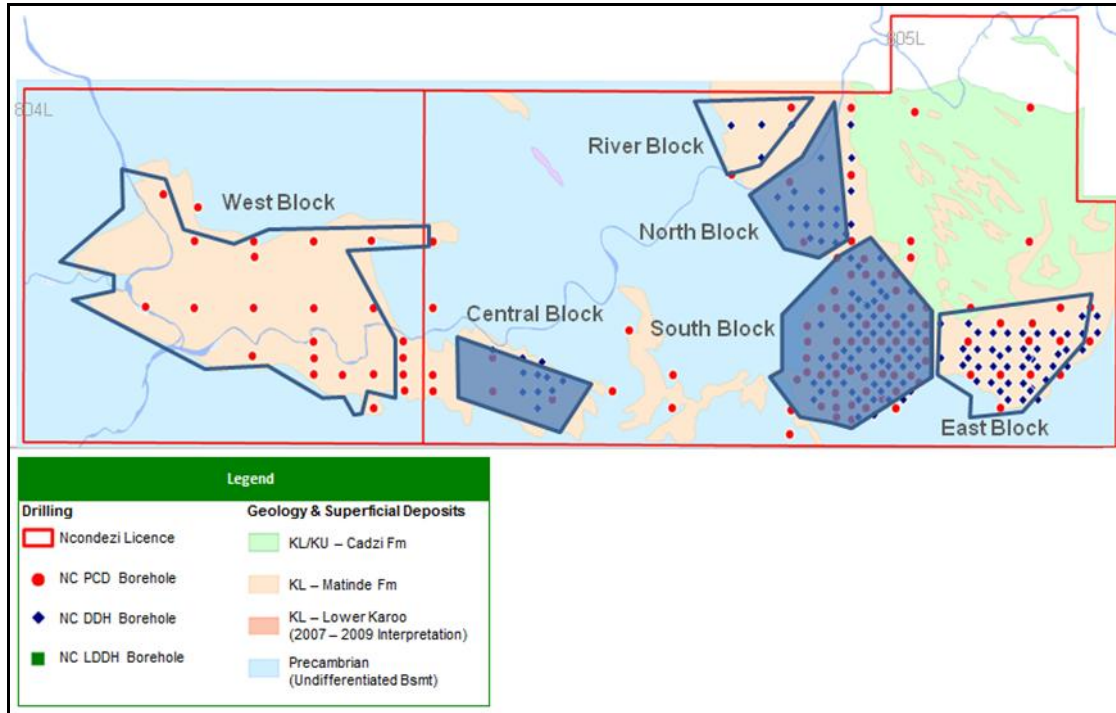 805L
804L
River Block
West Block
North Block
Central Block
South Block
East Block
Legend
Drilling
Ncondezi Licence
NC PCD Borehole
NC DDH Borehole
NC LDDH Borehole
Geology & Superficial Deposits
KL/KU – Cadzi Fm
KL – Matinde Fm
KL – Lower Karoo
(2007 – 2009 Interpretation)
Precambrian
(Undifferentiated Bsmt)